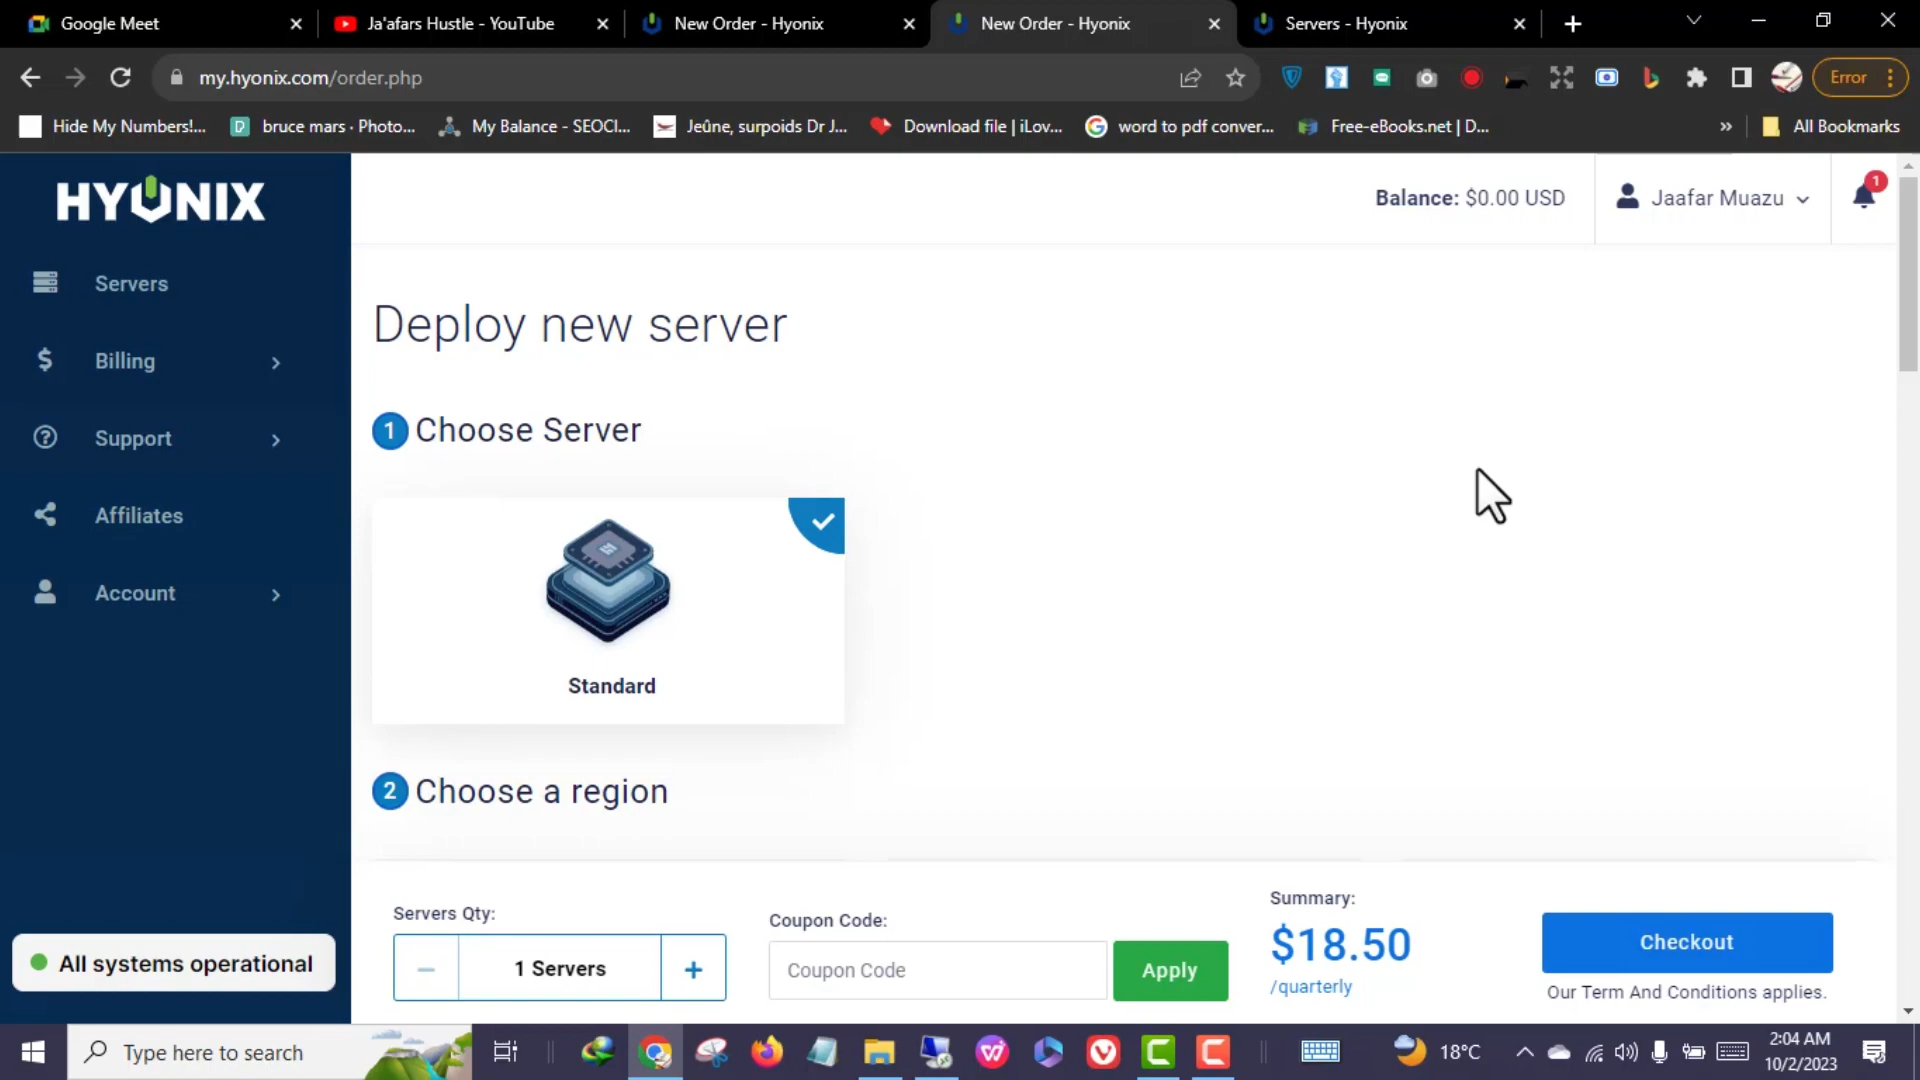 Google Meet
Ja'afars Hustle - YouTube
New Order - Hyonix
New Order - Hyonix
Servers - Hyonix
my.hyonix.com/order.php
Error
Hide My Numbers!...
bruce mars · Photo...
My Balance - SEOCl...
Jeûne, surpoids Dr J...
Download file | iLov...
word to pdf conver...
Free-eBooks.net | D...
»
All Bookmarks
HYONIX
Balance: $0.00 USD
Jaafar Muazu
1
Servers
Billing
Support
Affiliates
Account
All systems operational
Deploy new server
1 Choose Server
Standard
2 Choose a region
Servers Qty:
− 1 Servers +
Coupon Code:
Coupon Code
Apply
Summary:
$18.50
/quarterly
Checkout
Our Term And Conditions applies.
Type here to search
18°C
2:04 AM
10/2/2023